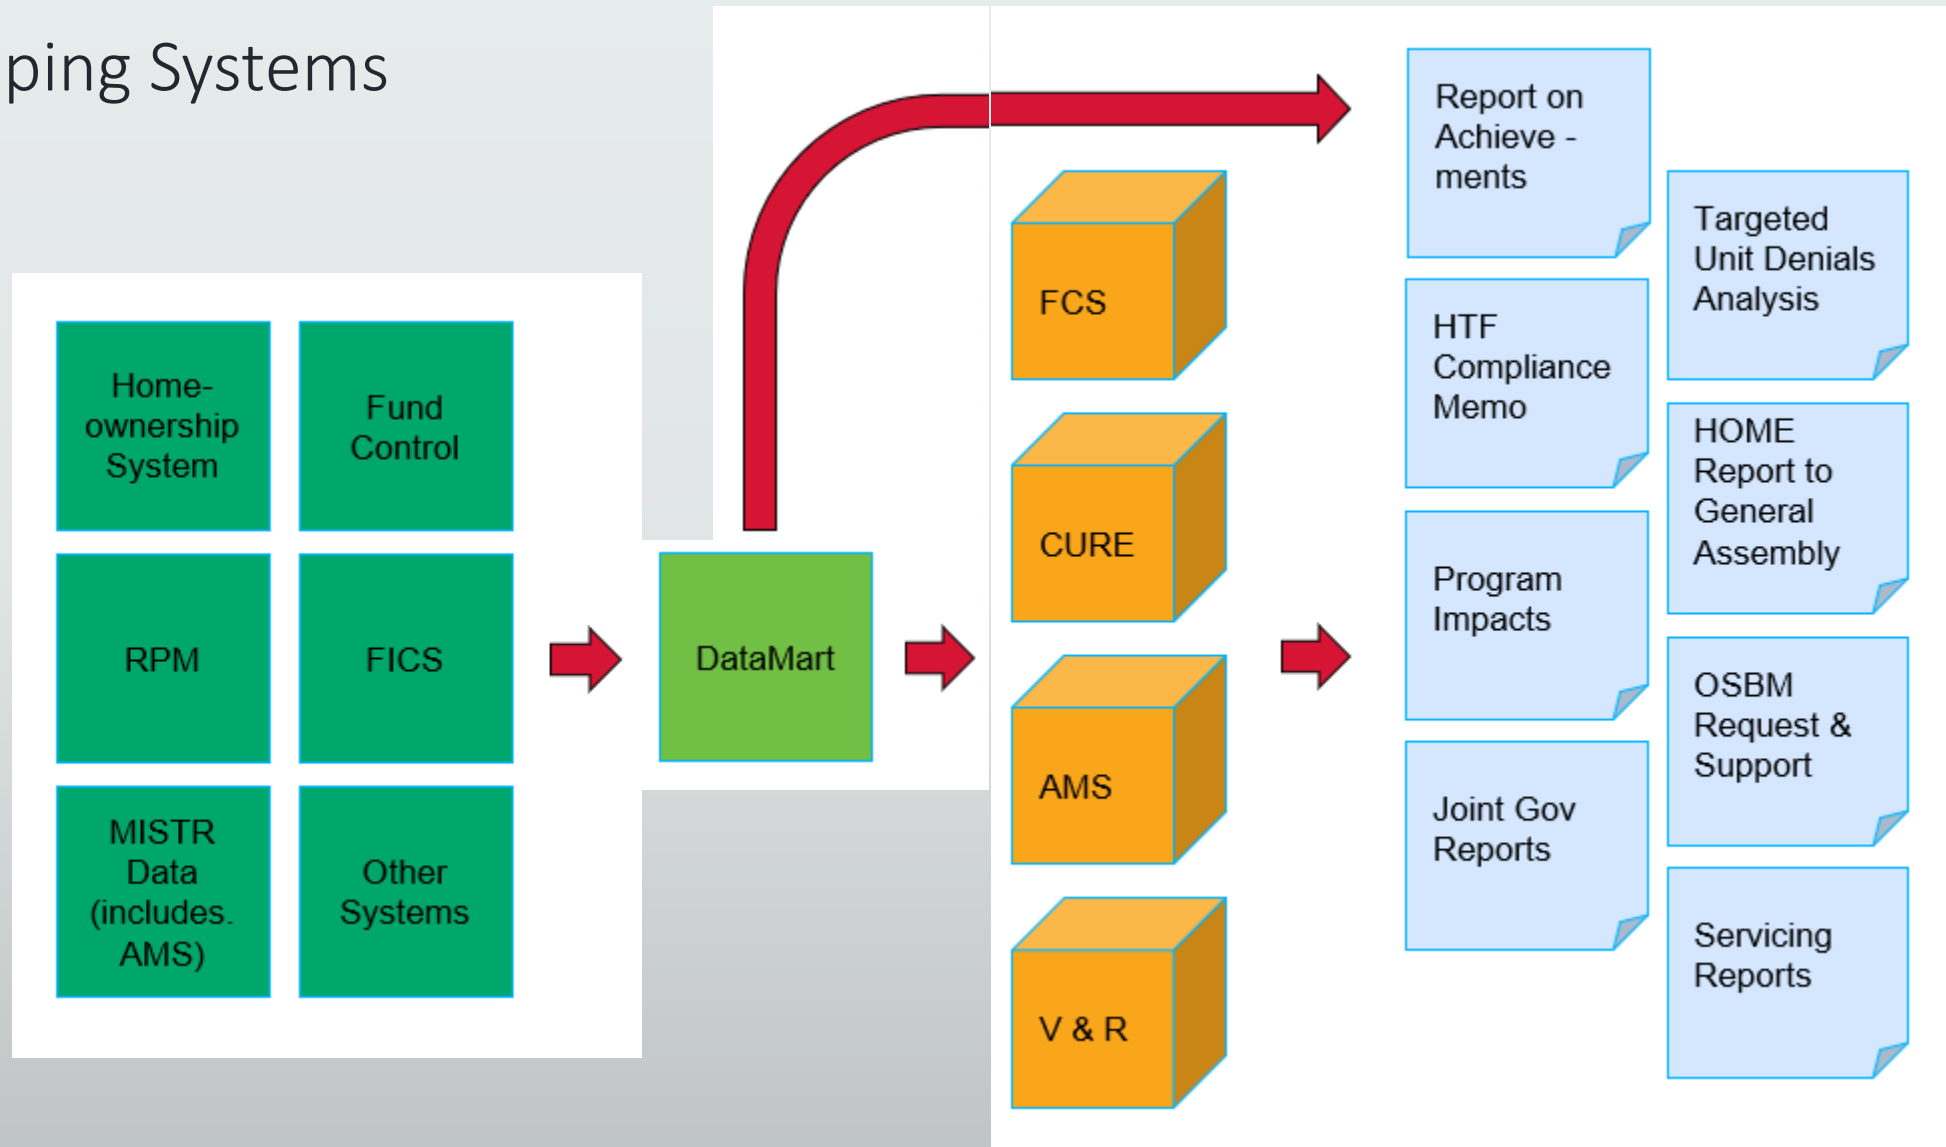 ping Systems
Home-
ownership
System
Fund
Control
RPM
FICS
MISTR
Data
(includes.
AMS)
Other
Systems
DataMart
FCS
CURE
AMS
V & R
Report on
Achieve -
ments
Targeted
Unit Denials
Analysis
HTF
Compliance
Memo
HOME
Report to
General
Assembly
Program
Impacts
OSBM
Request &
Support
Joint Gov
Reports
Servicing
Reports